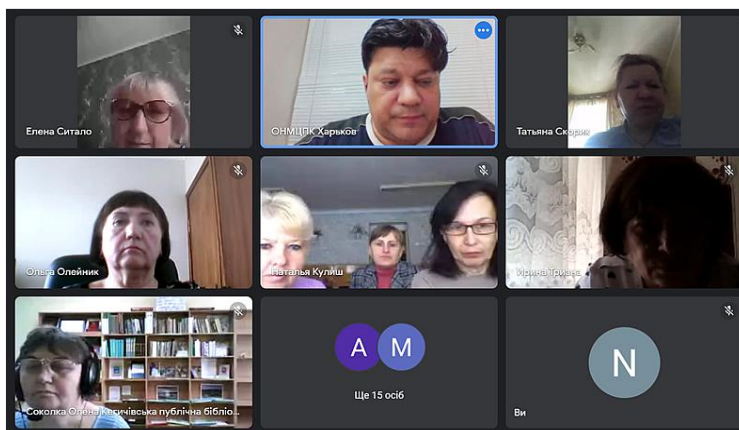 Елена Ситало
ОНМЦПК Харьков
Татьяна Скорик
Ольга Олейник
Наталья Кулиш
Ирина
Соколка Олена Кегичівська публічна бібліо...
А М
Ще 15 осіб
N
Ви